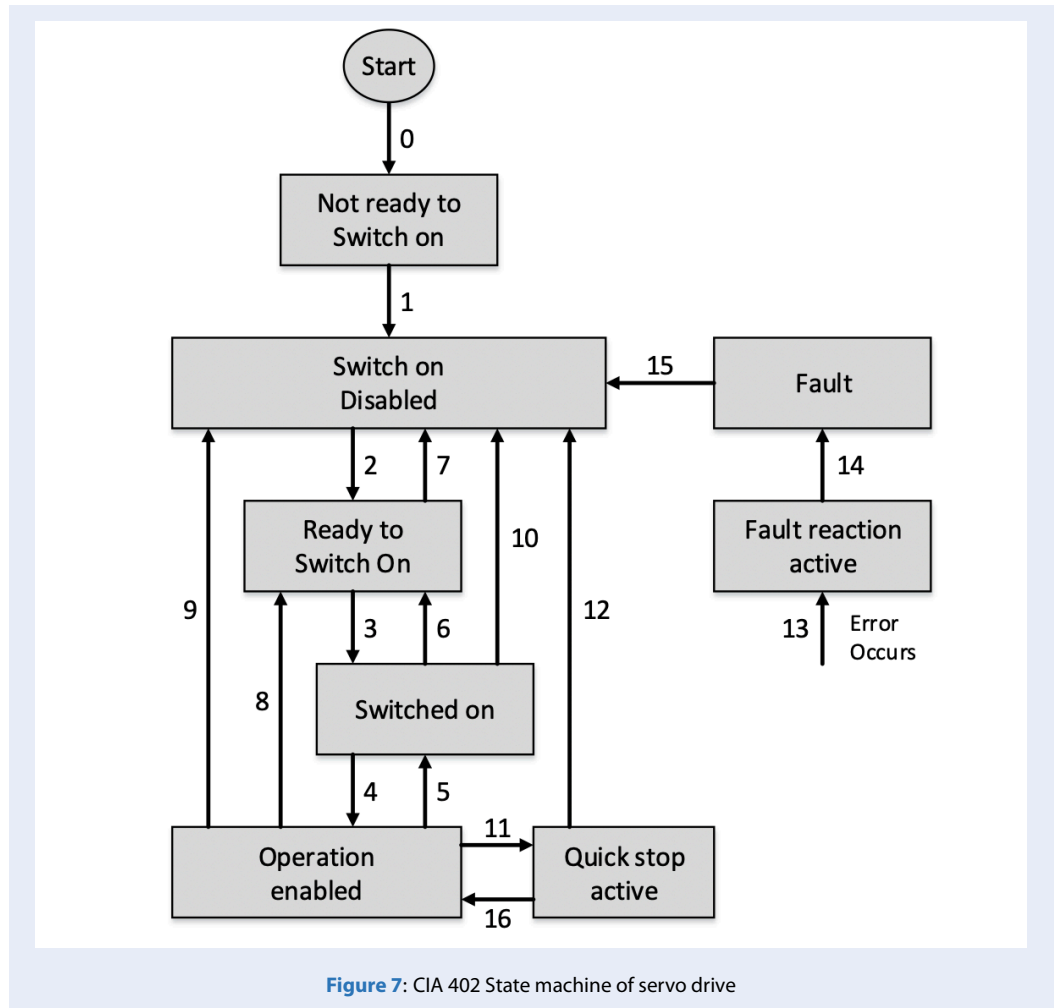 Start
0
Not ready to
Switch on
1
Switch on
Disabled
15
Fault
2
7
14
Ready to
Switch On
10
Fault reaction
active
9
3
6
12
13
Error
Occurs
8
Switched on
4
5
11
Operation
enabled
Quick stop
active
16
Figure 7: CIA 402 State machine of servo drive